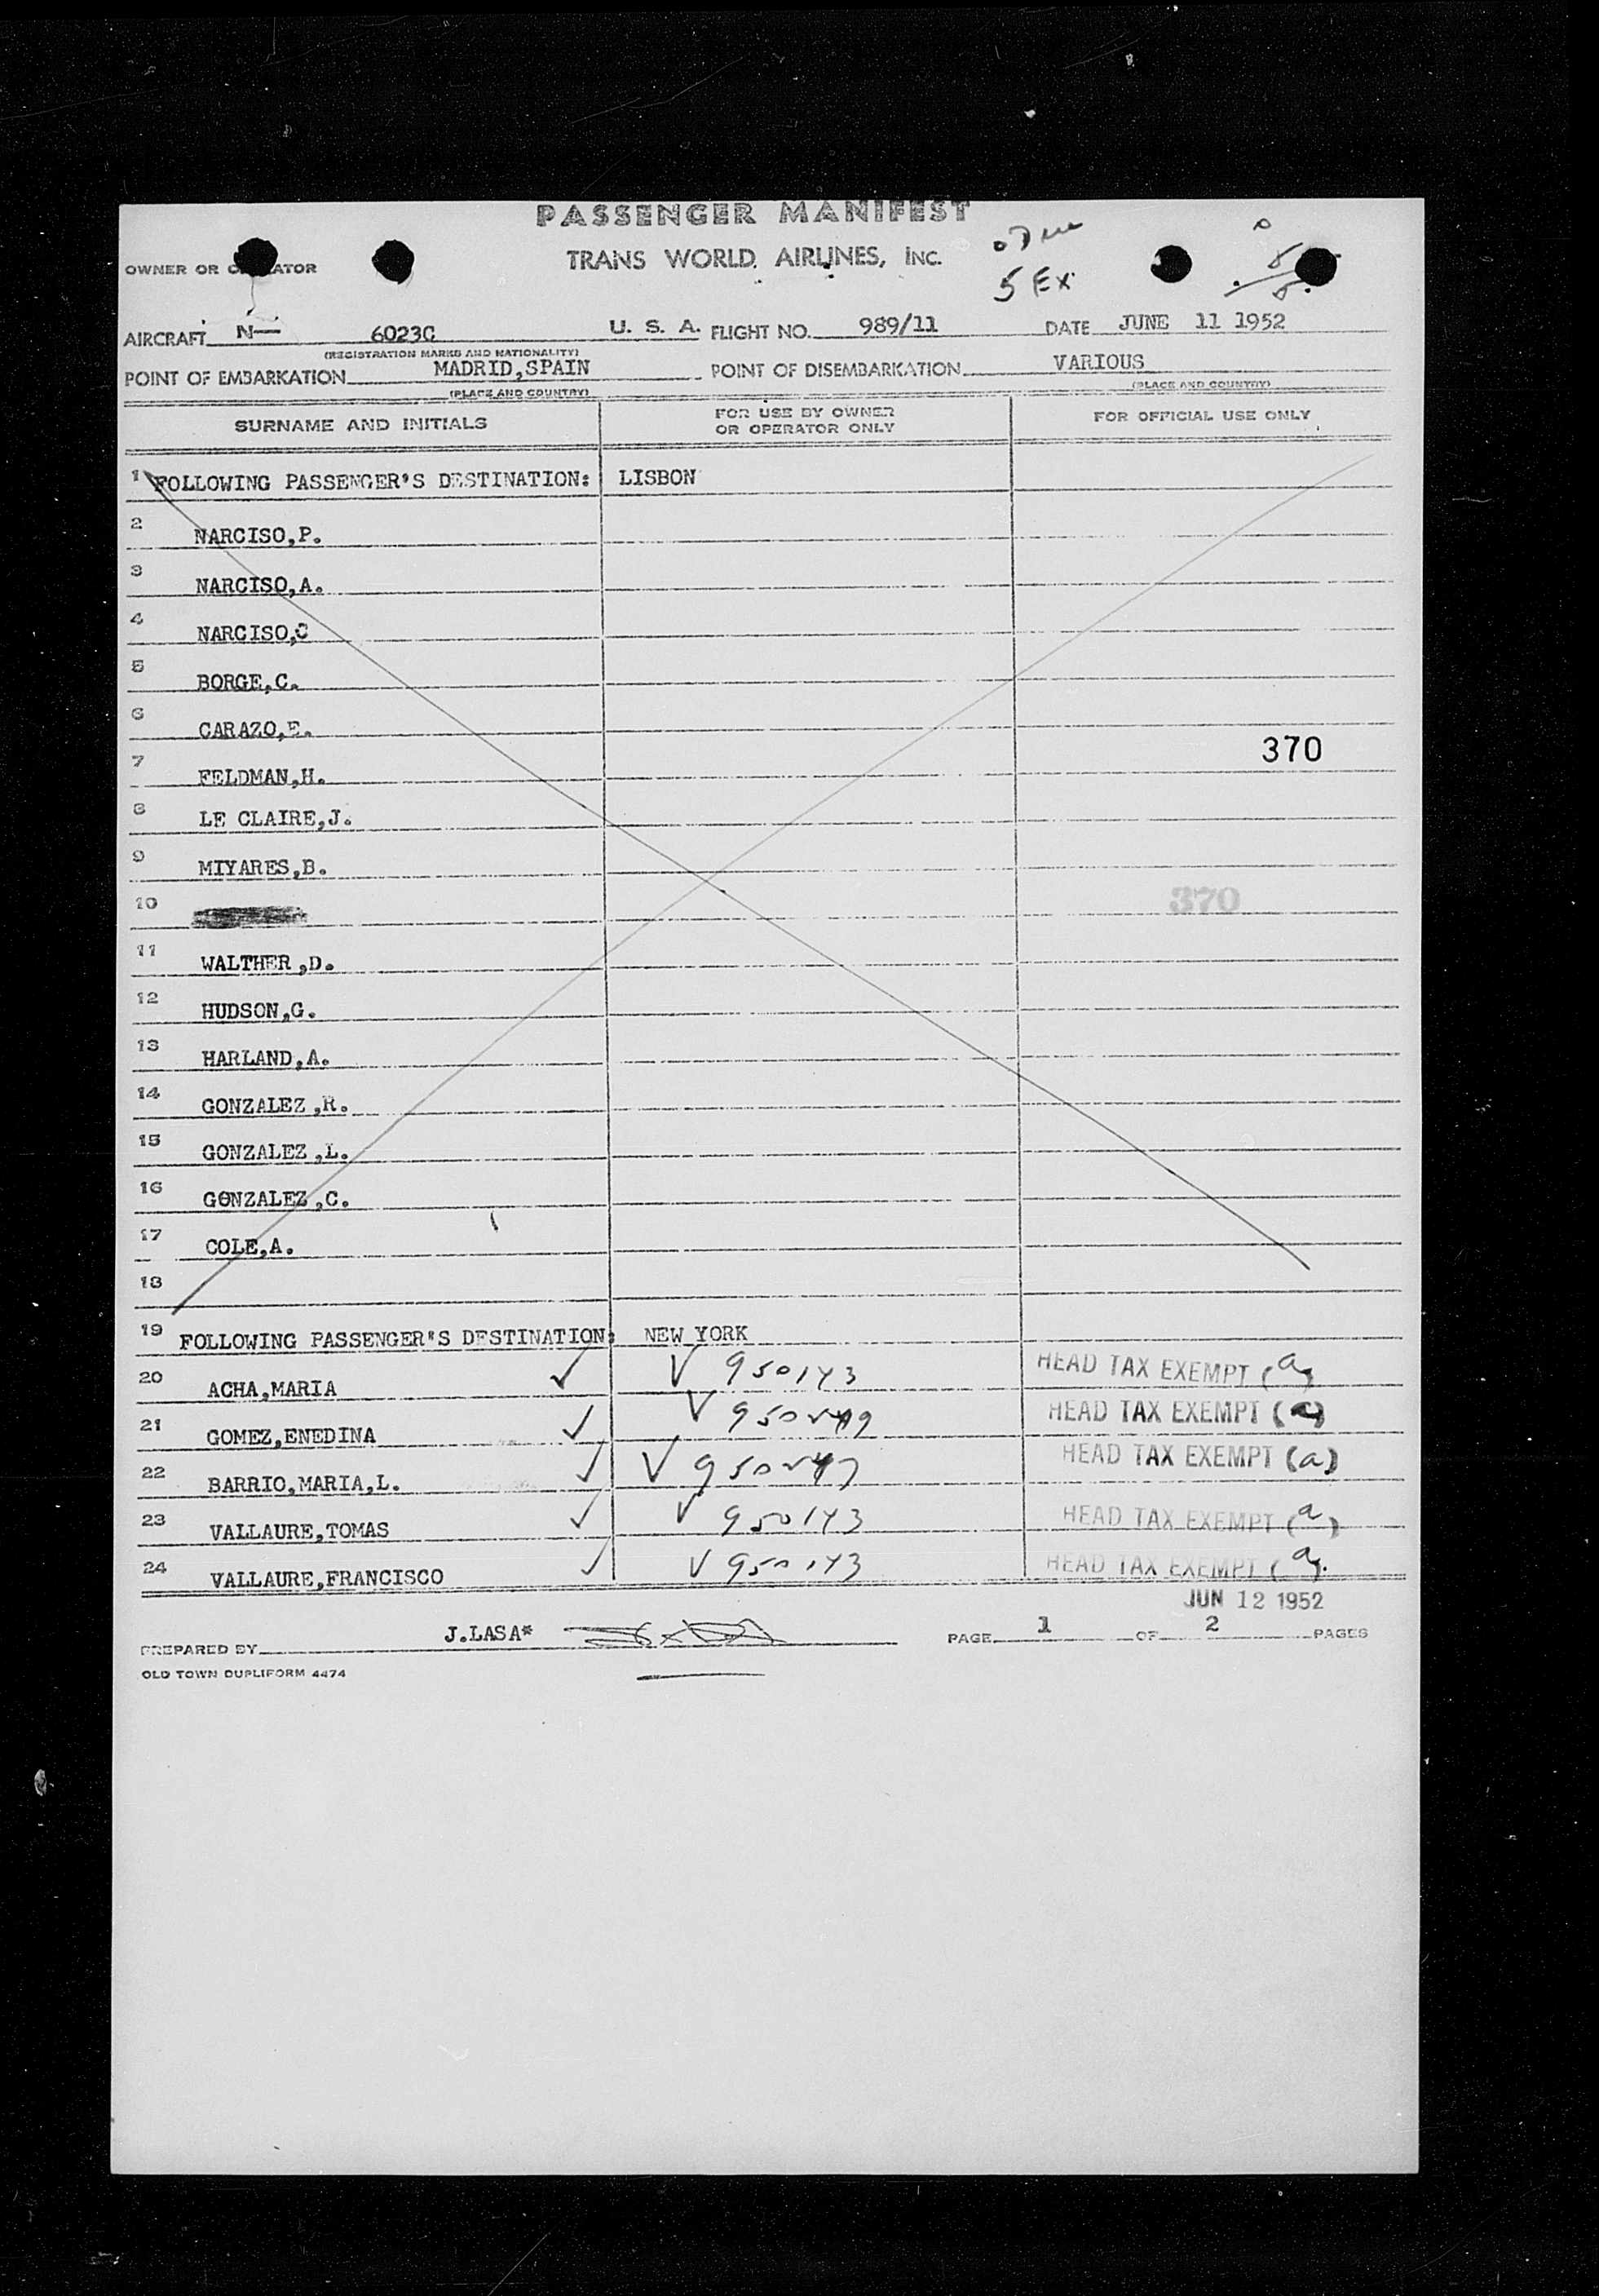 PASSENGER MANIFEST
TRANS WORLD AIRLINES, INC.
OWNER OR OPERATOR
5 EX
AIRCRAFT N— 6023C U. S. A. FLIGHT NO. 989/11 DATE JUNE 11 1952
(REGISTRATION MARKS AND NATIONALITY)
POINT OF EMBARKATION MADRID,SPAIN POINT OF DISEMBARKATION VARIOUS
(PLACE AND COUNTRY) (PLACE AND COUNTRY)
SURNAME AND INITIALS FOR USE BY OWNER OR OPERATOR ONLY FOR OFFICIAL USE ONLY
1 FOLLOWING PASSENGER'S DESTINATION: LISBON
2 NARCISO,P.
3 NARCISO,A.
4 NARCISO,C
5 BORGE,C.
6 CARAZO,E.
370
7 FELDMAN,H.
8 LE CLAIRE,J.
9 MIYARES,B.
10 370
11 WALTHER,D.
12 HUDSON,G.
13 HARLAND,A.
14 GONZALEZ,R.
15 GONZALEZ,L.
16 GONZALEZ,C.
17 COLE,A.
18
19 FOLLOWING PASSENGER'S DESTINATION: NEW YORK
20 ACHA,MARIA ✓ V 950143 HEAD TAX EXEMPT (a)
21 GOMEZ,ENEDINA ✓ V HEAD TAX EXEMPT (a)
22 BARRIO,MARIA,L. ✓ V 950247 HEAD TAX EXEMPT (a)
23 VALLAURE,TOMAS ✓ V 950143 HEAD TAX EXEMPT (a)
24 VALLAURE,FRANCISCO ✓ V 950143 HEAD TAX EXEMPT (a)
JUN 12 1952
PREPARED BY J.LASA* PAGE 1 OF 2 PAGES
OLD TOWN DUPLIFORM 4474